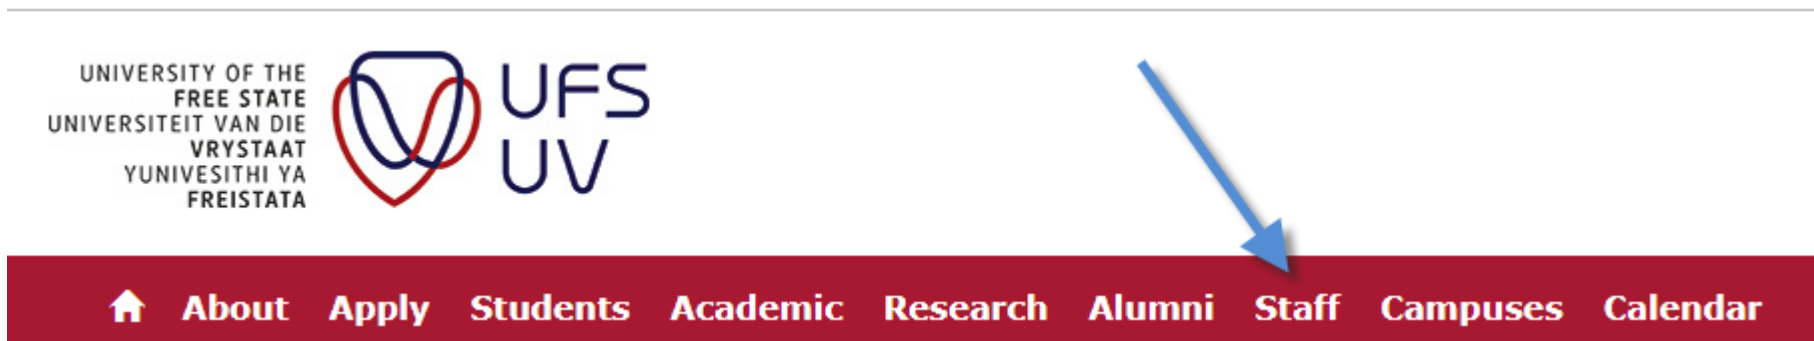 UNIVERSITY OF THE
FREE STATE
UNIVERSITEIT VAN DIE
VRYSTAAT
YUNIVESITHI YA
FREISTATA
UFS
UV
About Apply Students Academic Research Alumni Staff Campuses Calendar